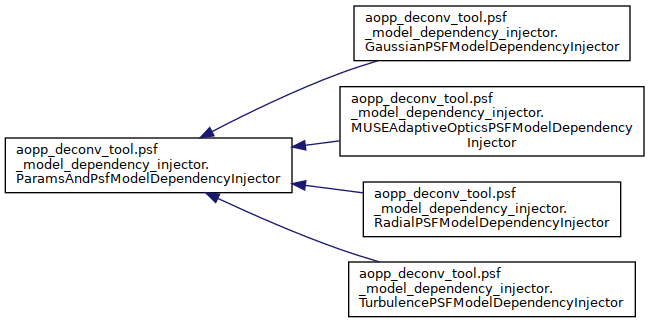 aopp_deconv_tool.psf
_model_dependency_injector.
GaussianPSFModelDependencyInjector
aopp_deconv_tool.psf
_model_dependency_injector.
MUSEAdaptiveOpticsPSFModelDependency
Injector
aopp_deconv_tool.psf
_model_dependency_injector.
ParamsAndPsfModelDependencyInjector
aopp_deconv_tool.psf
_model_dependency_injector.
RadialPSFModelDependencyInjector
aopp_deconv_tool.psf
_model_dependency_injector.
TurbulencePSFModelDependencyInjector